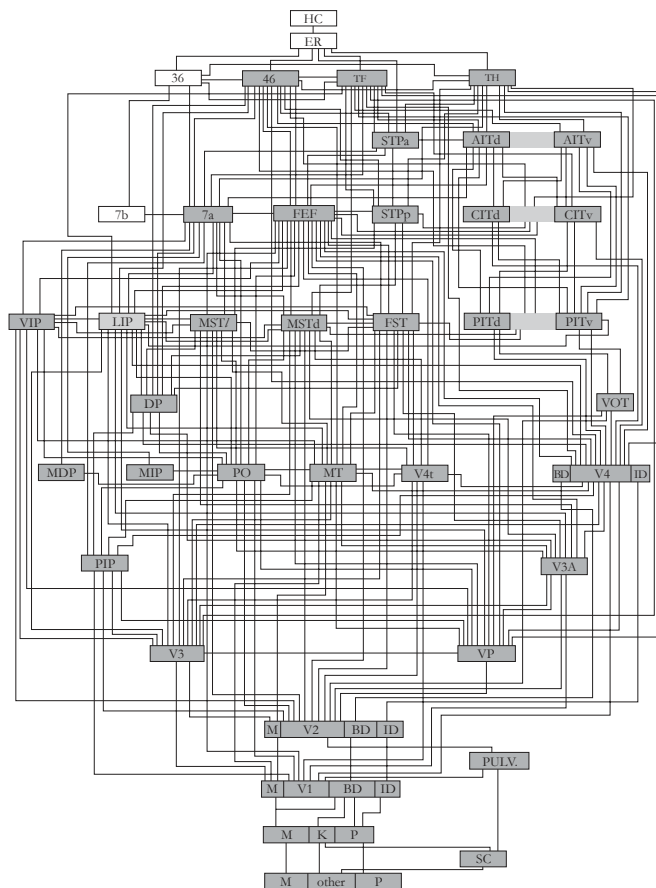 HC
ER
36 46 TF TH
STPa AITd AITv
7b 7a FEF STPp CITd CITv
VIP LIP MST/ MSTd FST PITd PITv
DP VOT
MDP MIP PO MT V4t BD V4 ID
PIP V3A
V3 VP
M V2 BD ID
PULV.
M V1 BD ID
M K P
SC
M other P